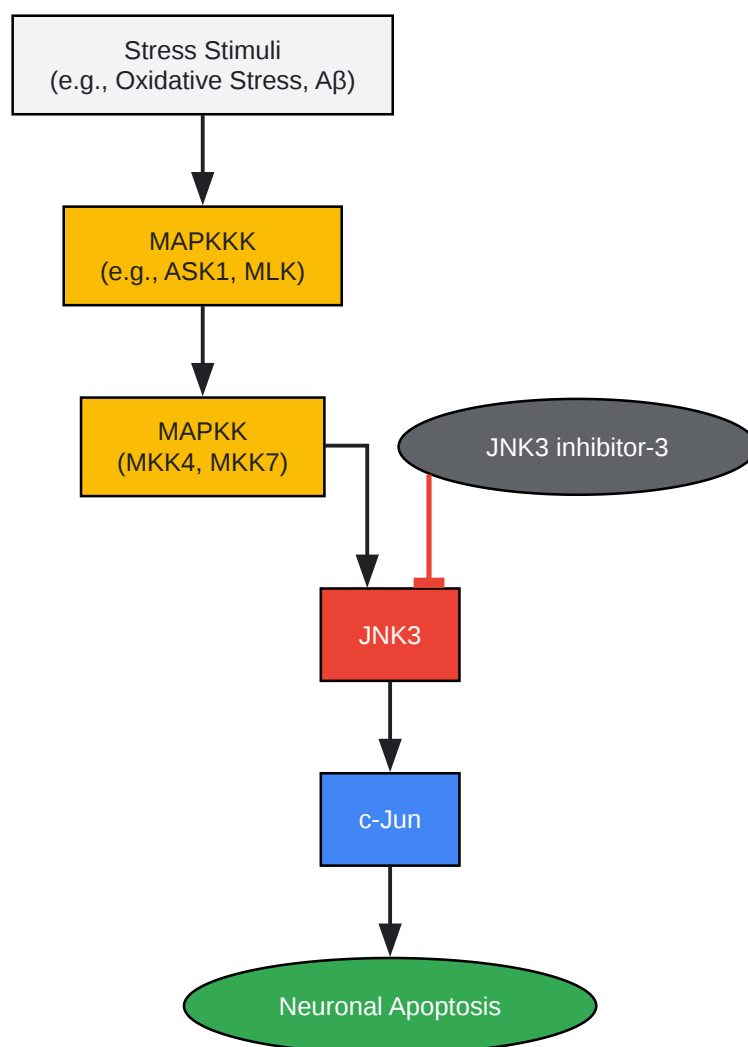 Stress Stimuli
(e.g., Oxidative Stress, Aβ)
MAPKKK
(e.g., ASK1, MLK)
MAPKK
(MKK4, MKK7)
JNK3 inhibitor-3
JNK3
c-Jun
Neuronal Apoptosis